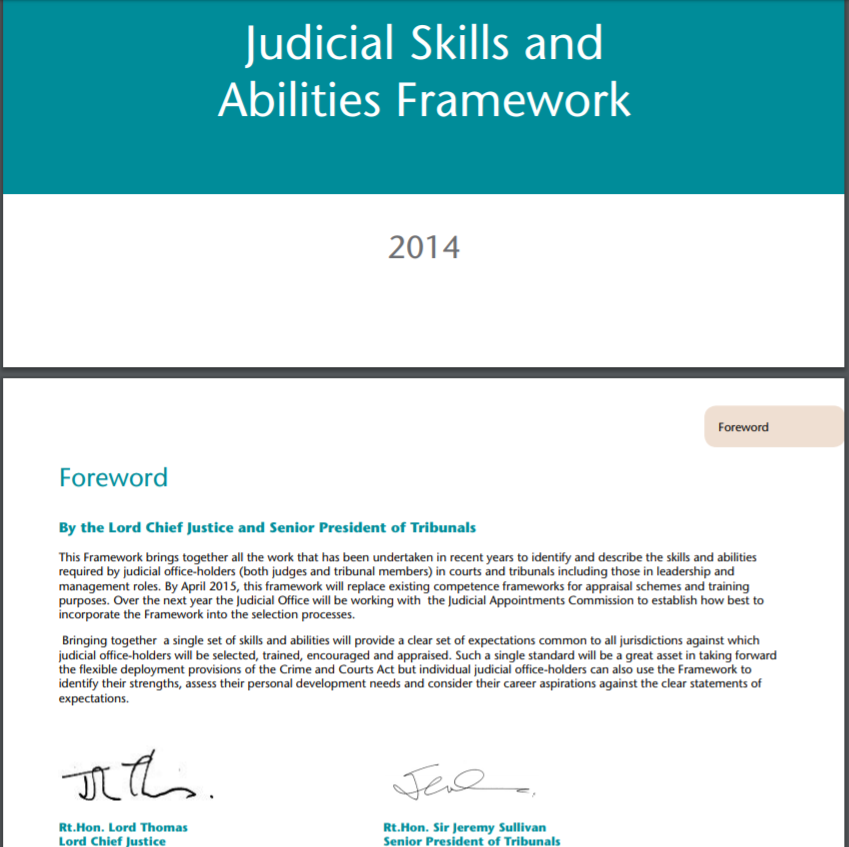 Judicial Skills and
Abilities Framework
2014
Foreword
Foreword
By the Lord Chief Justice and Senior President of Tribunals
This Framework brings together all the work that has been undertaken in recent years to identify and describe the skills and abilities
required by judicial office-holders (both judges and tribunal members) in courts and tribunals including those in leadership and
management roles. By April 2015, this framework will replace existing competence frameworks for appraisal schemes and training
purposes. Over the next year the Judicial Office will be working with the Judicial Appointments Commission to establish how best to
incorporate the Framework into the selection processes.
Bringing together a single set of skills and abilities will provide a clear set of expectations common to all jurisdictions against which
judicial office-holders will be selected, trained, encouraged and appraised. Such a single standard will be a great asset in taking forward
the flexible deployment provisions of the Crime and Courts Act but individual judicial office-holders can also use the Framework to
identify their strengths, assess their personal development needs and consider their career aspirations against the clear statements of
expectations.
Rt.Hon. Lord Thomas
Lord Chief Justice
Rt.Hon. Sir Jeremy Sullivan
Senior President of Tribunals